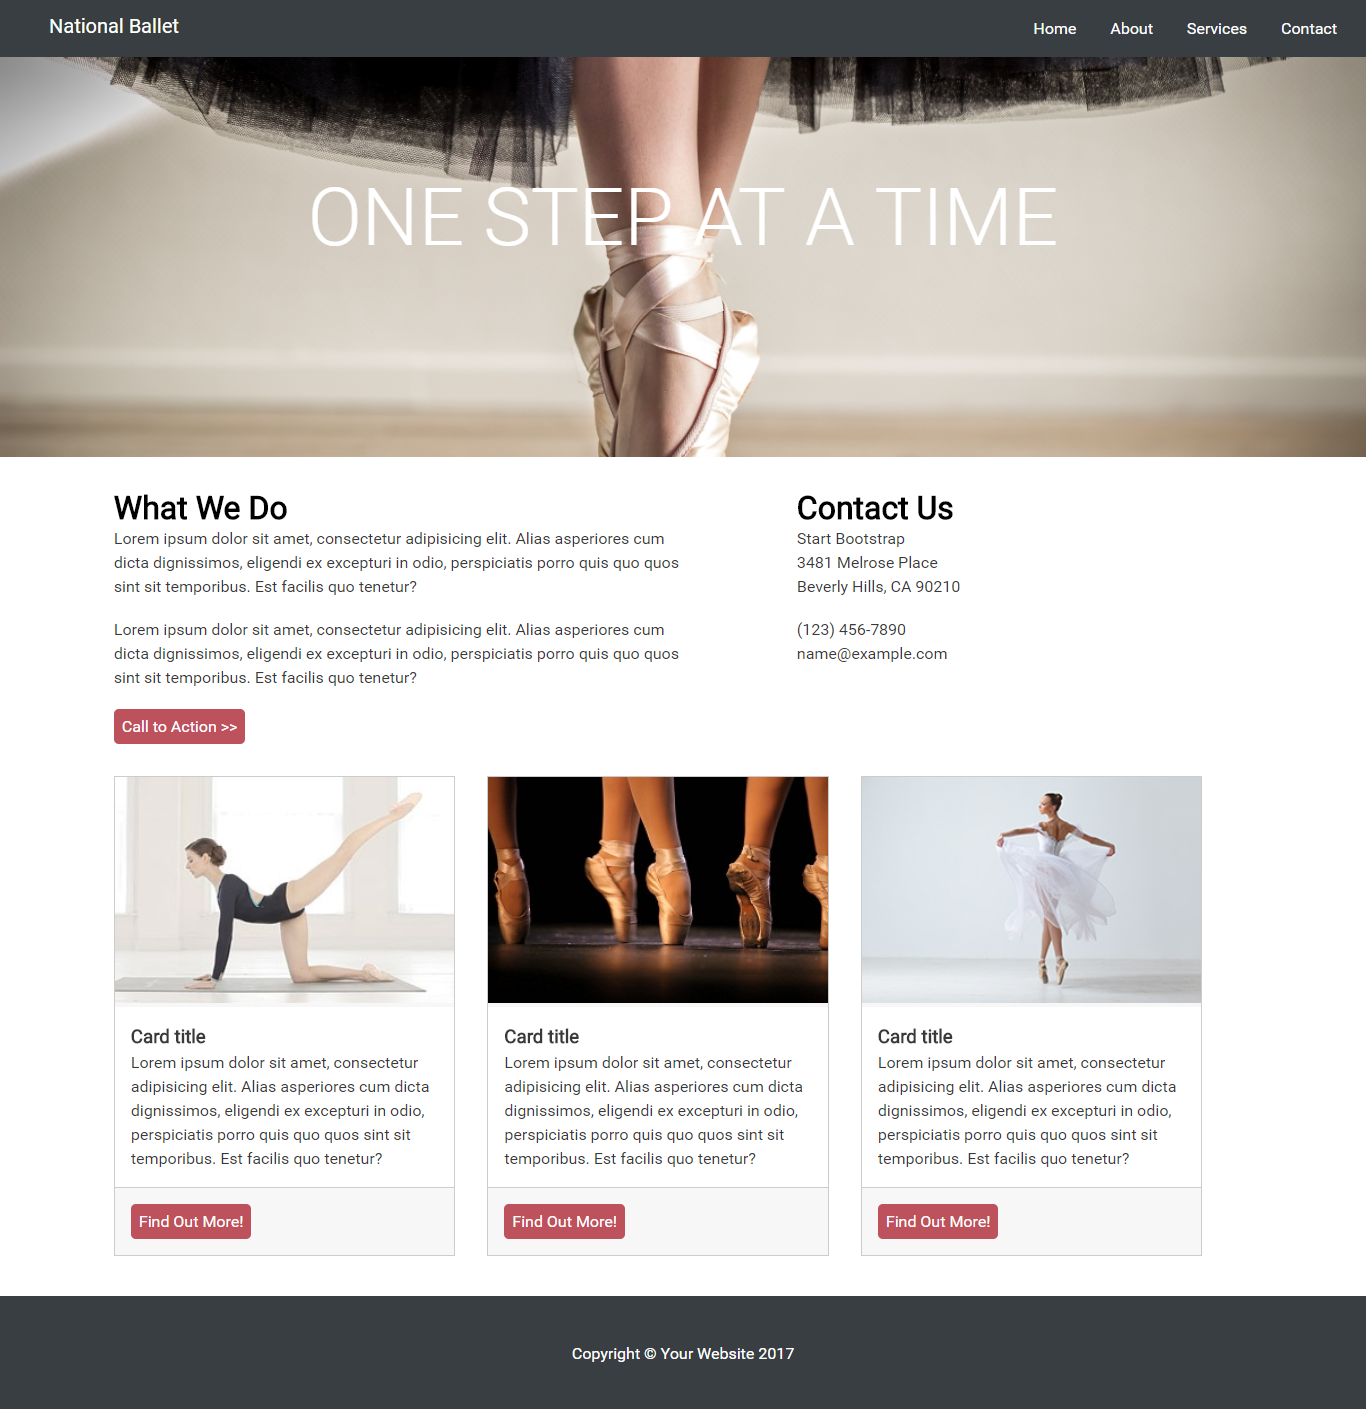 National Ballet
Home About Services Contact
ONE STEP AT A TIME
What We Do
Lorem ipsum dolor sit amet, consectetur adipisicing elit. Alias asperiores cum
dicta dignissimos, eligendi ex excepturi in odio, perspiciatis porro quis quo quos
sint sit temporibus. Est facilis quo tenetur?
Lorem ipsum dolor sit amet, consectetur adipisicing elit. Alias asperiores cum
dicta dignissimos, eligendi ex excepturi in odio, perspiciatis porro quis quo quos
sint sit temporibus. Est facilis quo tenetur?
Call to Action >>
Contact Us
Start Bootstrap
3481 Melrose Place
Beverly Hills, CA 90210
(123) 456-7890
name@example.com
Card title
Lorem ipsum dolor sit amet, consectetur
adipisicing elit. Alias asperiores cum dicta
dignissimos, eligendi ex excepturi in odio,
perspiciatis porro quis quo quos sint sit
temporibus. Est facilis quo tenetur?
Find Out More!
Card title
Lorem ipsum dolor sit amet, consectetur
adipisicing elit. Alias asperiores cum dicta
dignissimos, eligendi ex excepturi in odio,
perspiciatis porro quis quo quos sint sit
temporibus. Est facilis quo tenetur?
Find Out More!
Card title
Lorem ipsum dolor sit amet, consectetur
adipisicing elit. Alias asperiores cum dicta
dignissimos, eligendi ex excepturi in odio,
perspiciatis porro quis quo quos sint sit
temporibus. Est facilis quo tenetur?
Find Out More!
Copyright © Your Website 2017